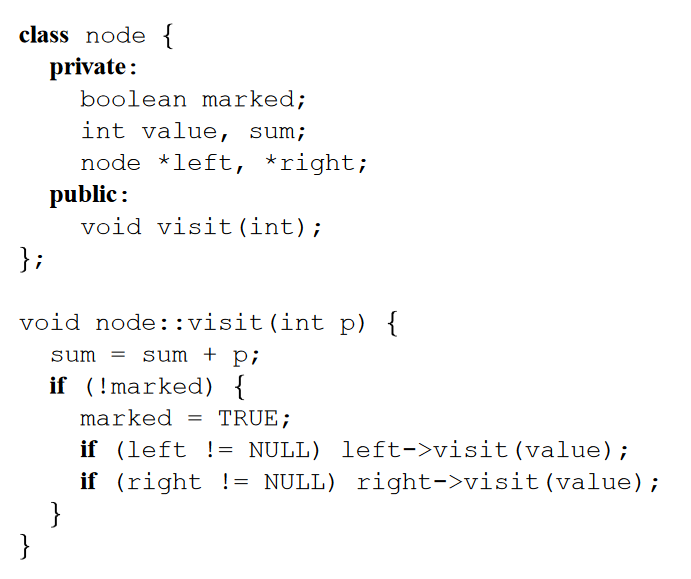 class node {
private:
boolean marked;
int value, sum;
node *left, *right;
public:
void visit(int);
};
void node::visit(int p) {
sum = sum + p;
if (!marked) {
marked = TRUE;
if (left != NULL) left->visit(value);
if (right != NULL) right->visit(value);
}
}